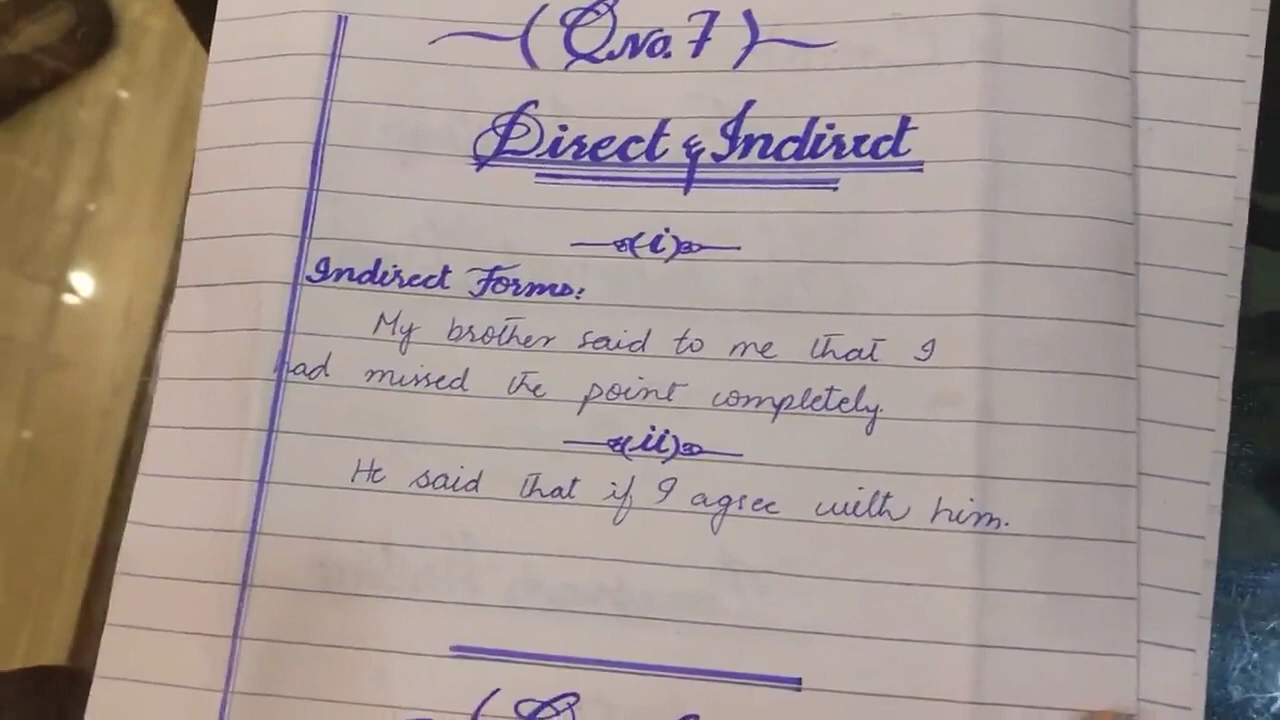 (Q No. 7)
Direct & Indirect
(i)
Indirect Forms:
My brother said to me that I
had missed the point completely.
(ii)
He said that if I agree with him.